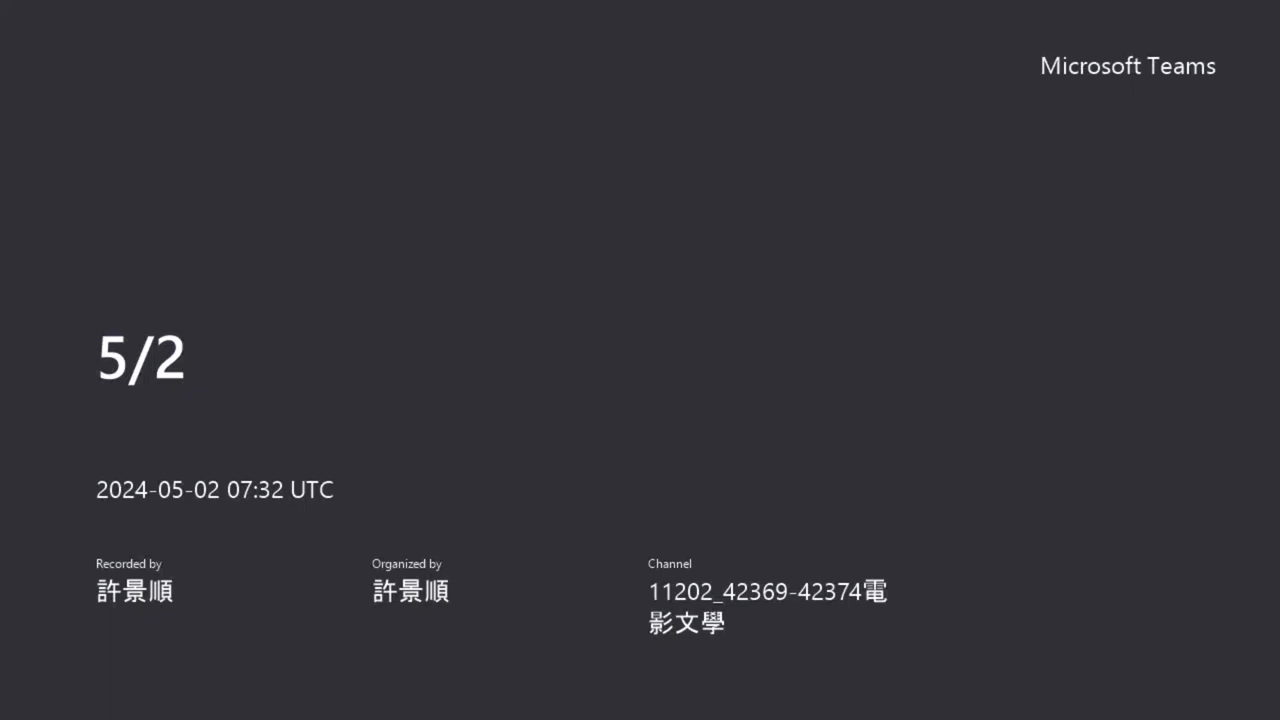 Microsoft Teams
5/2
2024-05-02 07:32 UTC
Recorded by
許景順
Organized by
許景順
Channel
11202_42369-42374電
影文學